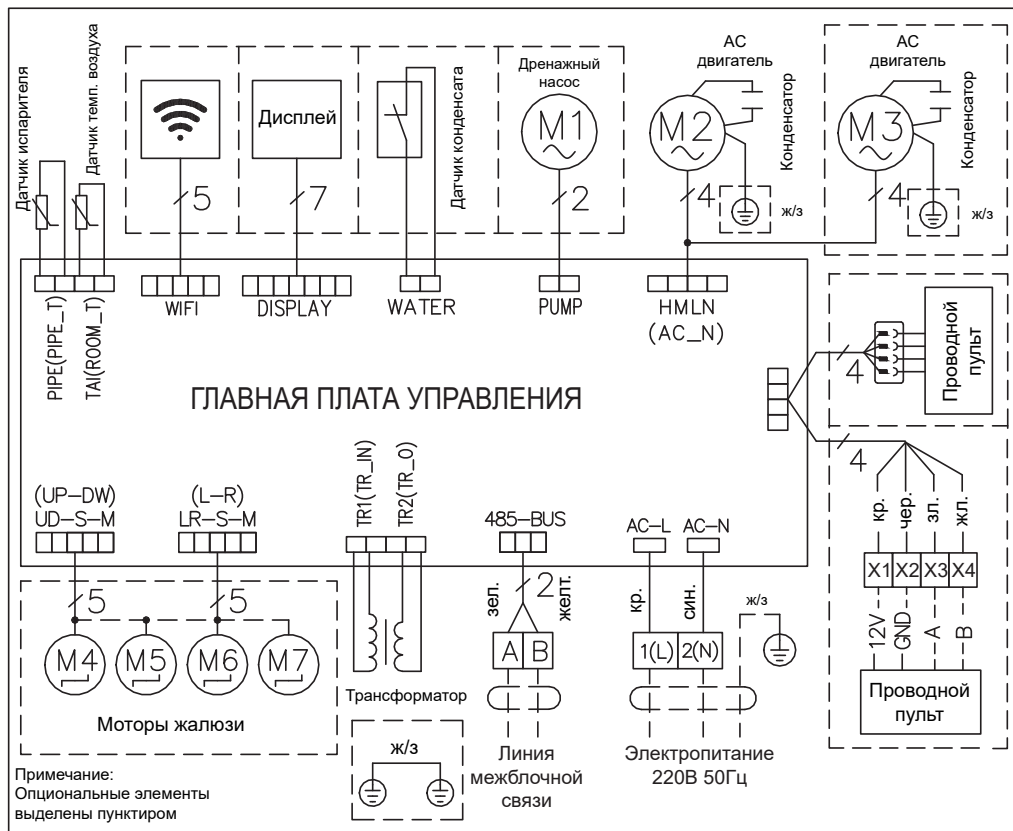 Датчик испарителя
Датчик темп. воздуха
5
Дисплей
7
Датчик конденсата
Дренажный
насос
M1
2
AC
двигатель
M2
Конденсатор
4
ж/з
AC
двигатель
M3
Конденсатор
4
ж/з
PIPE(PIPE_T)
TAI(ROOM_T)
WIFI
DISPLAY
WATER
PUMP
HMLN
(AC_N)
ГЛАВНАЯ ПЛАТА УПРАВЛЕНИЯ
4
Проводной
пульт
4
кр.
чер.
зл.
жл.
X1
X2
X3
X4
12V
GND
A
B
Проводной
пульт
(UP-DW)
UD-S-M
(L-R)
LR-S-M
TR1(TR_IN)
TR2(TR_O)
485-BUS
AC-L
AC-N
5
5
M4
M5
M6
M7
Моторы жалюзи
Трансформатор
ж/з
2
зел.
желт.
A
B
Линия
межблочной
связи
кр.
син.
ж/з
1(L)
2(N)
Электропитание
220В 50Гц
Примечание:
Опциональные элементы
выделены пунктиром